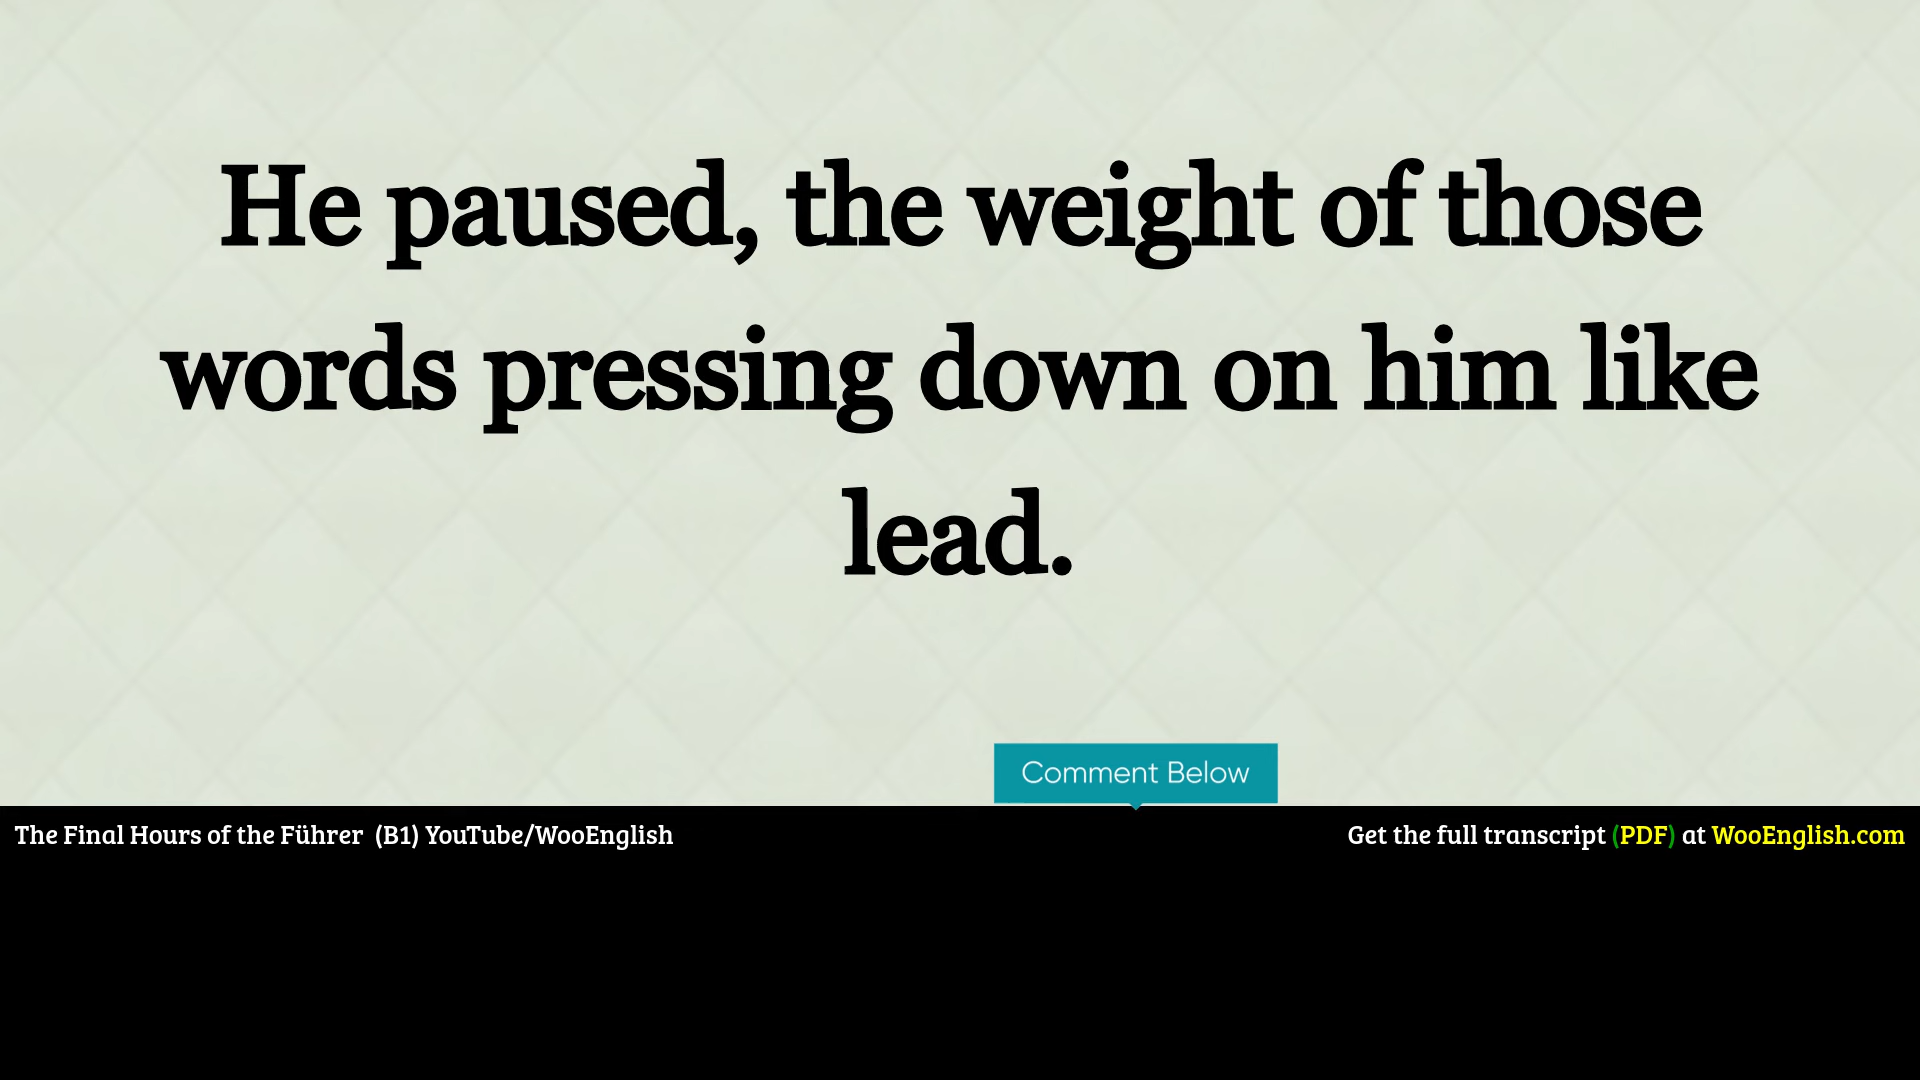 He paused, the weight of those
words pressing down on him like
lead.
Comment Below
The Final Hours of the Führer (B1) YouTube/WooEnglish
Get the full transcript (PDF) at WooEnglish.com